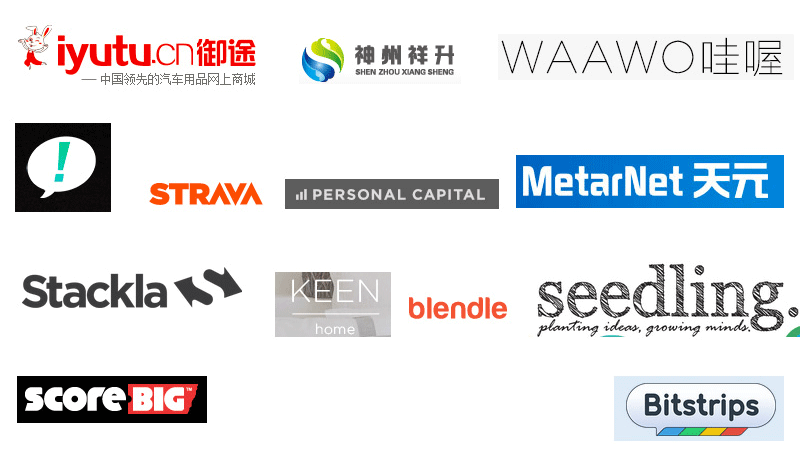 iyutu.cn御途
中国领先的汽车用品网上商城
神州祥升
SHEN ZHOU XIANG SHENG
WAAWO哇喔
!
STRAVA
PERSONAL CAPITAL
MetarNet 天元
Stackla
KEEN
home
blendle
seedling.
planting ideas, growing minds.
SCOREBIG™
Bitstrips